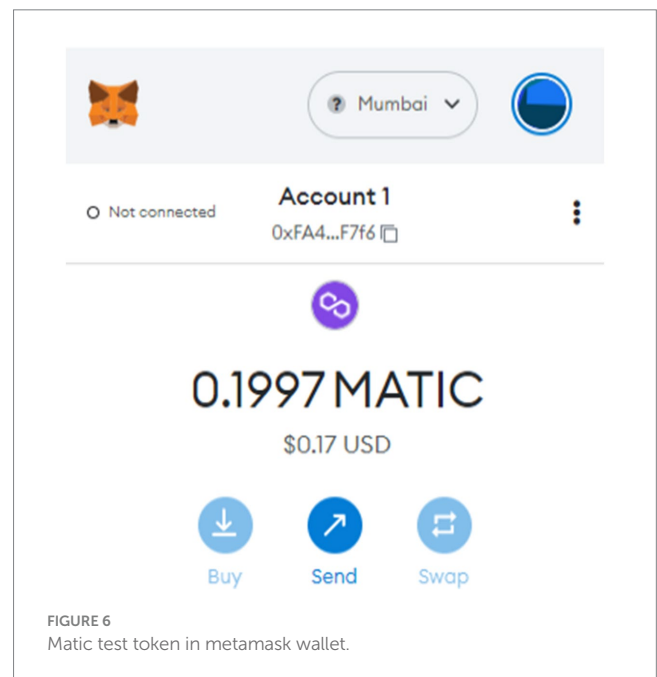 ? Mumbai
Not connected
Account 1
0xFA4...F7f6
0.1997 MATIC
$0.17 USD
Buy Send Swap
FIGURE 6
Matic test token in metamask wallet.